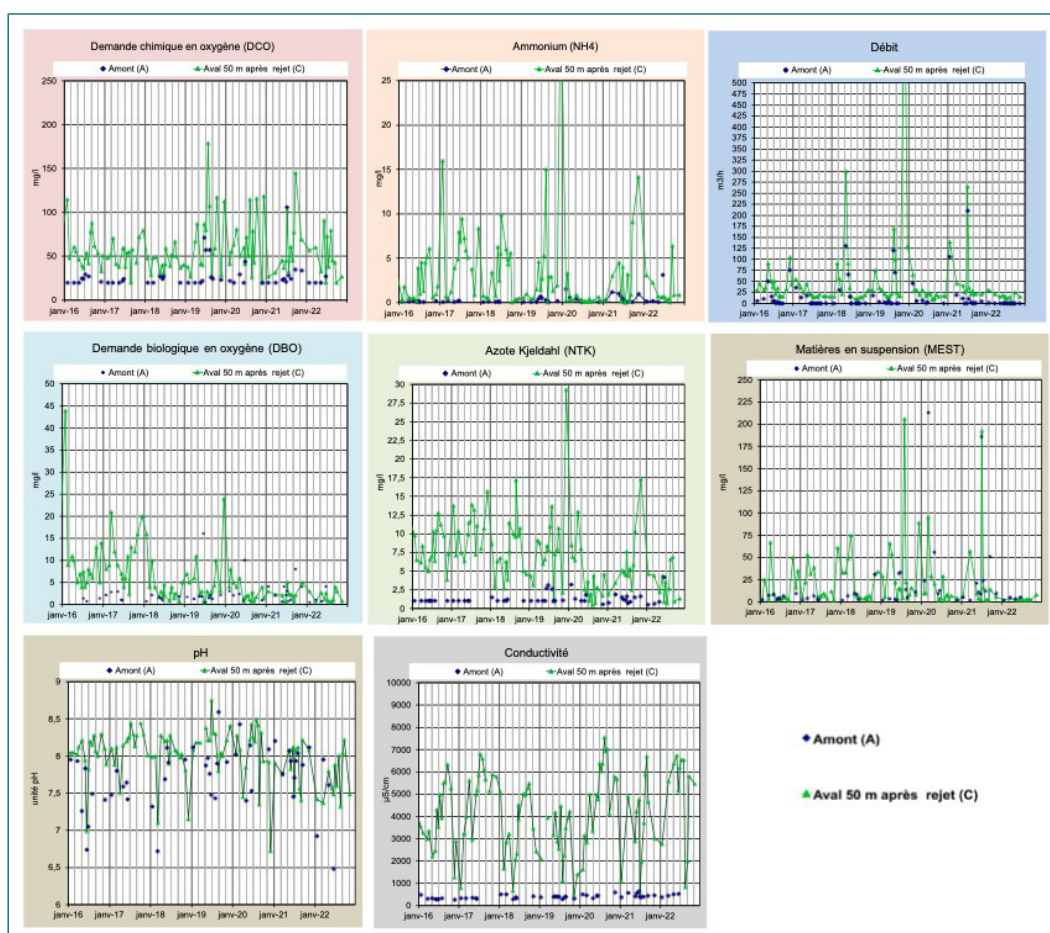 Demande chimique en oxygène (DCO)
Amont (A)
Aval 50 m après rejet (C)
250
200
150
100
50
0
mg/l
janv-16 janv-17 janv-18 janv-19 janv-20 janv-21 janv-22
Ammonium (NH4)
Amont (A)
Aval 50 m après rejet (C)
25
20
15
10
5
0
mg/l
janv-16 janv-17 janv-18 janv-19 janv-20 janv-21 janv-22
Débit
Amont (A)
Aval 50 m après rejet (C)
500
475
450
425
400
375
350
325
300
275
250
225
200
175
150
125
100
75
50
25
0
m3/h
janv-16 janv-17 janv-18 janv-19 janv-20 janv-21 janv-22
Demande biologique en oxygène (DBO)
Amont (A)
Aval 50 m après rejet (C)
50
45
40
35
30
25
20
15
10
5
0
mg/l
janv-16 janv-17 janv-18 janv-19 janv-20 janv-21 janv-22
Azote Kjeldahl (NTK)
Amont (A)
Aval 50 m après rejet (C)
30
27,5
25
22,5
20
17,5
15
12,5
10
7,5
5
2,5
0
mg/l
janv-16 janv-17 janv-18 janv-19 janv-20 janv-21 janv-22
Matières en suspension (MEST)
Amont (A)
Aval 50 m après rejet (C)
250
225
200
175
150
125
100
75
50
25
0
mg/l
janv-16 janv-17 janv-18 janv-19 janv-20 janv-21 janv-22
pH
Amont (A)
Aval 50 m après rejet (C)
9
8,5
8
7,5
7
6,5
6
unité pH
janv-16 janv-17 janv-18 janv-19 janv-20 janv-21 janv-22
Conductivité
Amont (A)
Aval 50 m après rejet (C)
10000
9000
8000
7000
6000
5000
4000
3000
2000
1000
0
µS/cm
janv-16 janv-17 janv-18 janv-19 janv-20 janv-21 janv-22
Amont (A)
Aval 50 m après rejet (C)